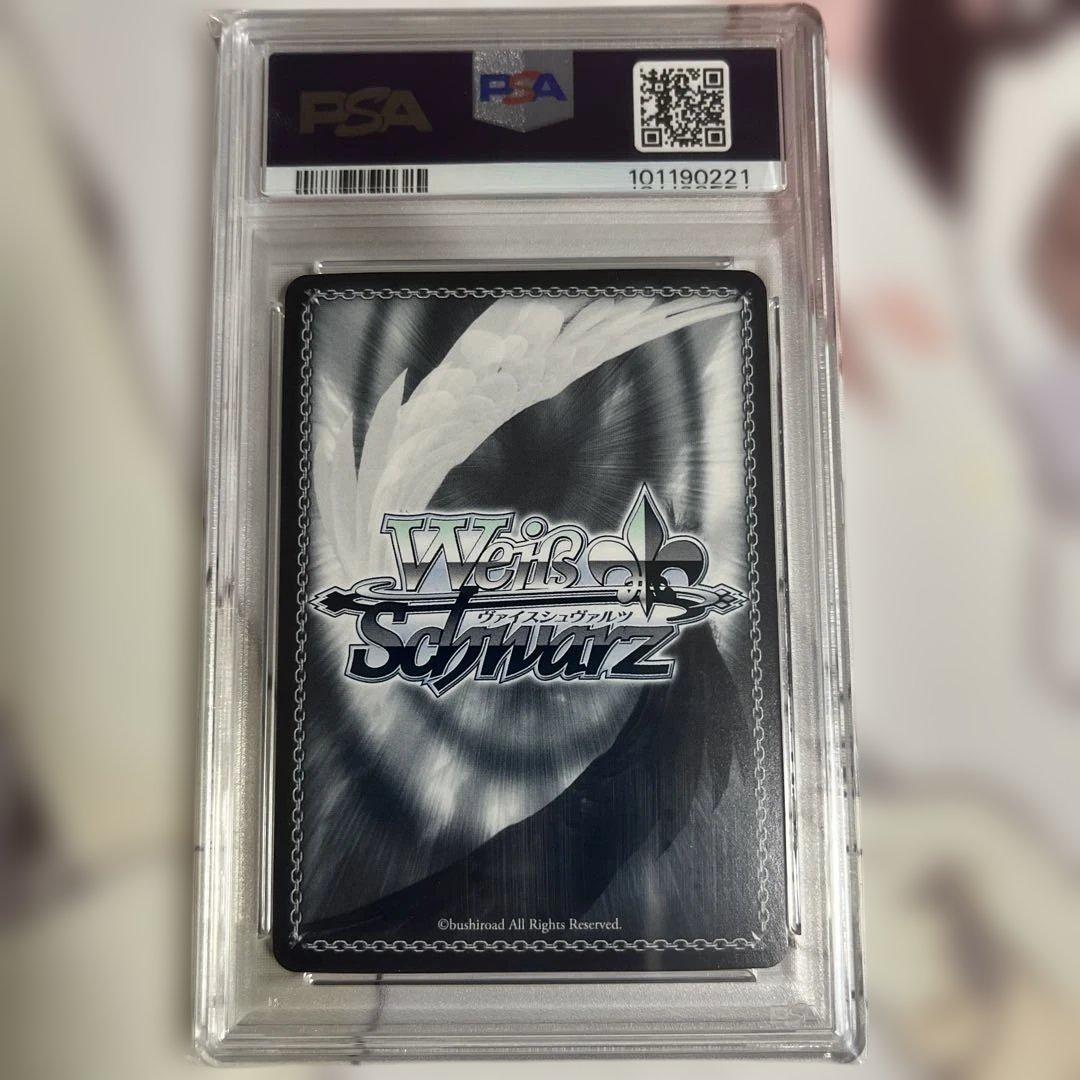 PSA
PSA
101190221
Weiß
ヴァイスシュヴァルツ
Schwarz
©bushiroad All Rights Reserved.
PSA